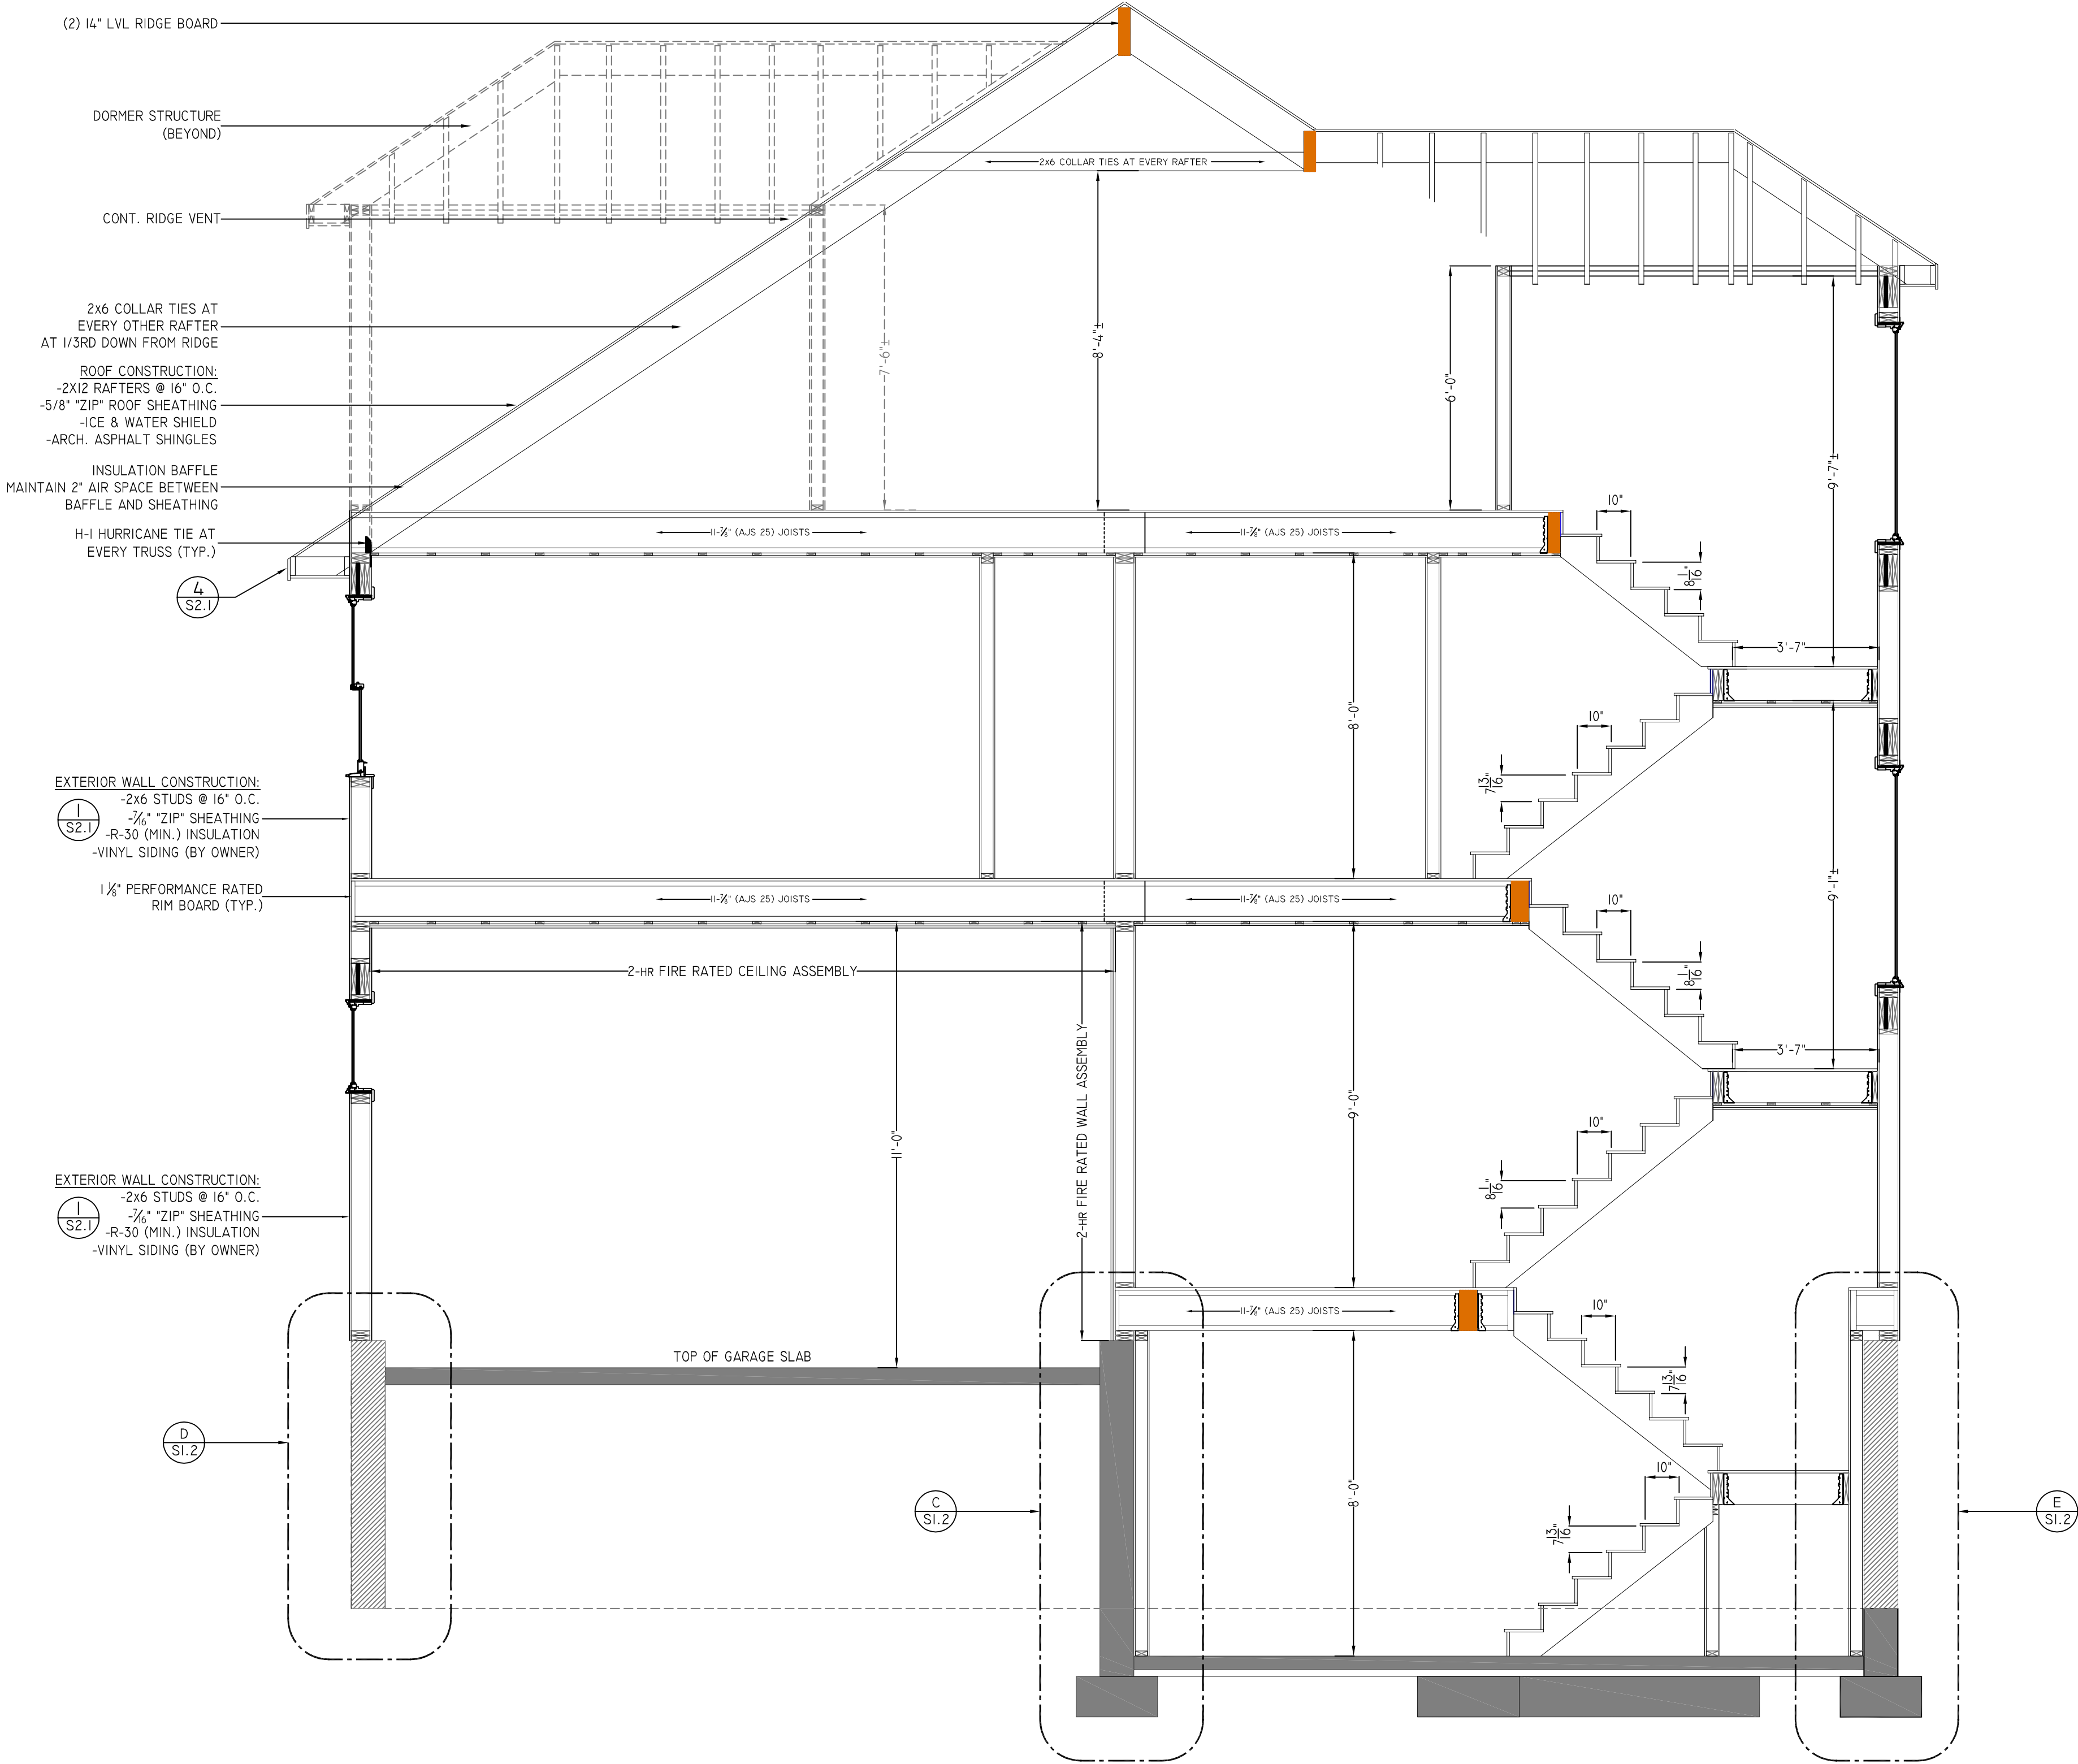 (2) 14" LVL RIDGE BOARD
DORMER STRUCTURE
(BEYOND)
2x6 COLLAR TIES AT EVERY RAFTER
CONT. RIDGE VENT
2x6 COLLAR TIES AT
EVERY OTHER RAFTER
AT 1/3RD DOWN FROM RIDGE
7'-6"±
8'-4"±
6'-0"
9'-7"±
ROOF CONSTRUCTION:
-2X12 RAFTERS @ 16" O.C.
-5/8" "ZIP" ROOF SHEATHING
-ICE & WATER SHIELD
-ARCH. ASPHALT SHINGLES
INSULATION BAFFLE
MAINTAIN 2" AIR SPACE BETWEEN
BAFFLE AND SHEATHING
10"
H-1 HURRICANE TIE AT
EVERY TRUSS (TYP.)
11-7/8" (AJS 25) JOISTS
11-7/8" (AJS 25) JOISTS
8 1/16"
4
S2.1
3'-7"
8'-0"
10"
7 13/16"
EXTERIOR WALL CONSTRUCTION:
-2x6 STUDS @ 16" O.C.
-7/16" "ZIP" SHEATHING
-R-30 (MIN.) INSULATION
-VINYL SIDING (BY OWNER)
1
S2.1
1 1/8" PERFORMANCE RATED
RIM BOARD (TYP.)
11-7/8" (AJS 25) JOISTS
11-7/8" (AJS 25) JOISTS
10"
9'-1"±
2-HR FIRE RATED CEILING ASSEMBLY
8 1/16"
3'-7"
2-HR FIRE RATED WALL ASSEMBLY
11'-0"
9'-0"
10"
8 1/16"
EXTERIOR WALL CONSTRUCTION:
-2x6 STUDS @ 16" O.C.
-7/16" "ZIP" SHEATHING
-R-30 (MIN.) INSULATION
-VINYL SIDING (BY OWNER)
1
S2.1
11-7/8" (AJS 25) JOISTS
10"
TOP OF GARAGE SLAB
7 13/16"
D
S1.2
C
S1.2
8'-0"
10"
7 13/16"
E
S1.2